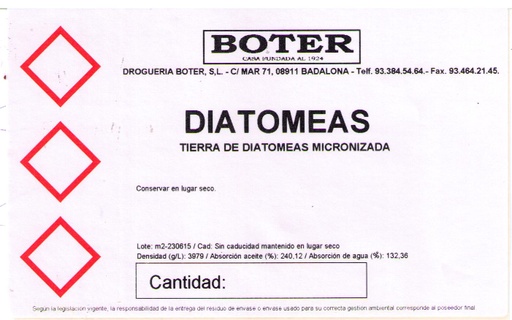 BOTER
CASA FUNDADA AL 1924
DROGUERIA BOTER, S.L. - C/ MAR 71, 08911 BADALONA - Telf. 93.384.54.64.- Fax. 93.464.21.45.
DIATOMEAS
TIERRA DE DIATOMEAS MICRONIZADA
Conservar en lugar seco.
Lote: m2-230615 / Cad: Sin caducidad mantenido en lugar seco
Densidad (g/L): 3979 / Absorción aceite (%): 240,12 / Absorción de agua (%): 132,36
Cantidad:
Según la legislacion vigente, la responsabilidad de la entrega del residuo de envase o envase usado para su correcta gestion ambiental corresponde al poseedor final